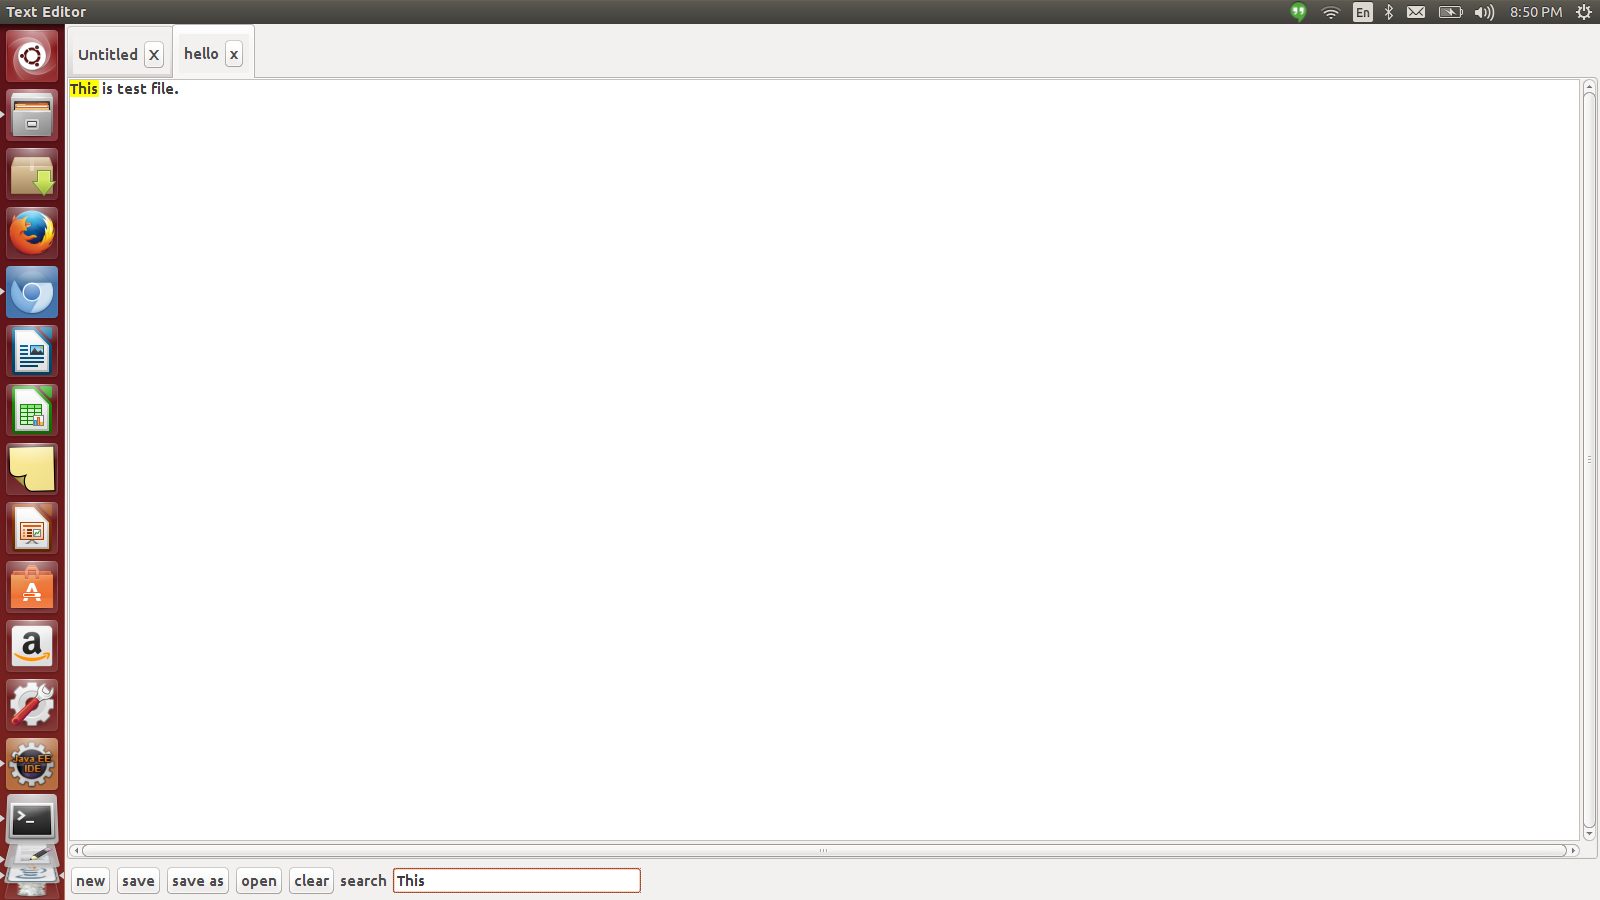 Text Editor
En
8:50 PM
Untitled X
hello x
This is test file.
Java EE
IDE
new save save as open clear search This